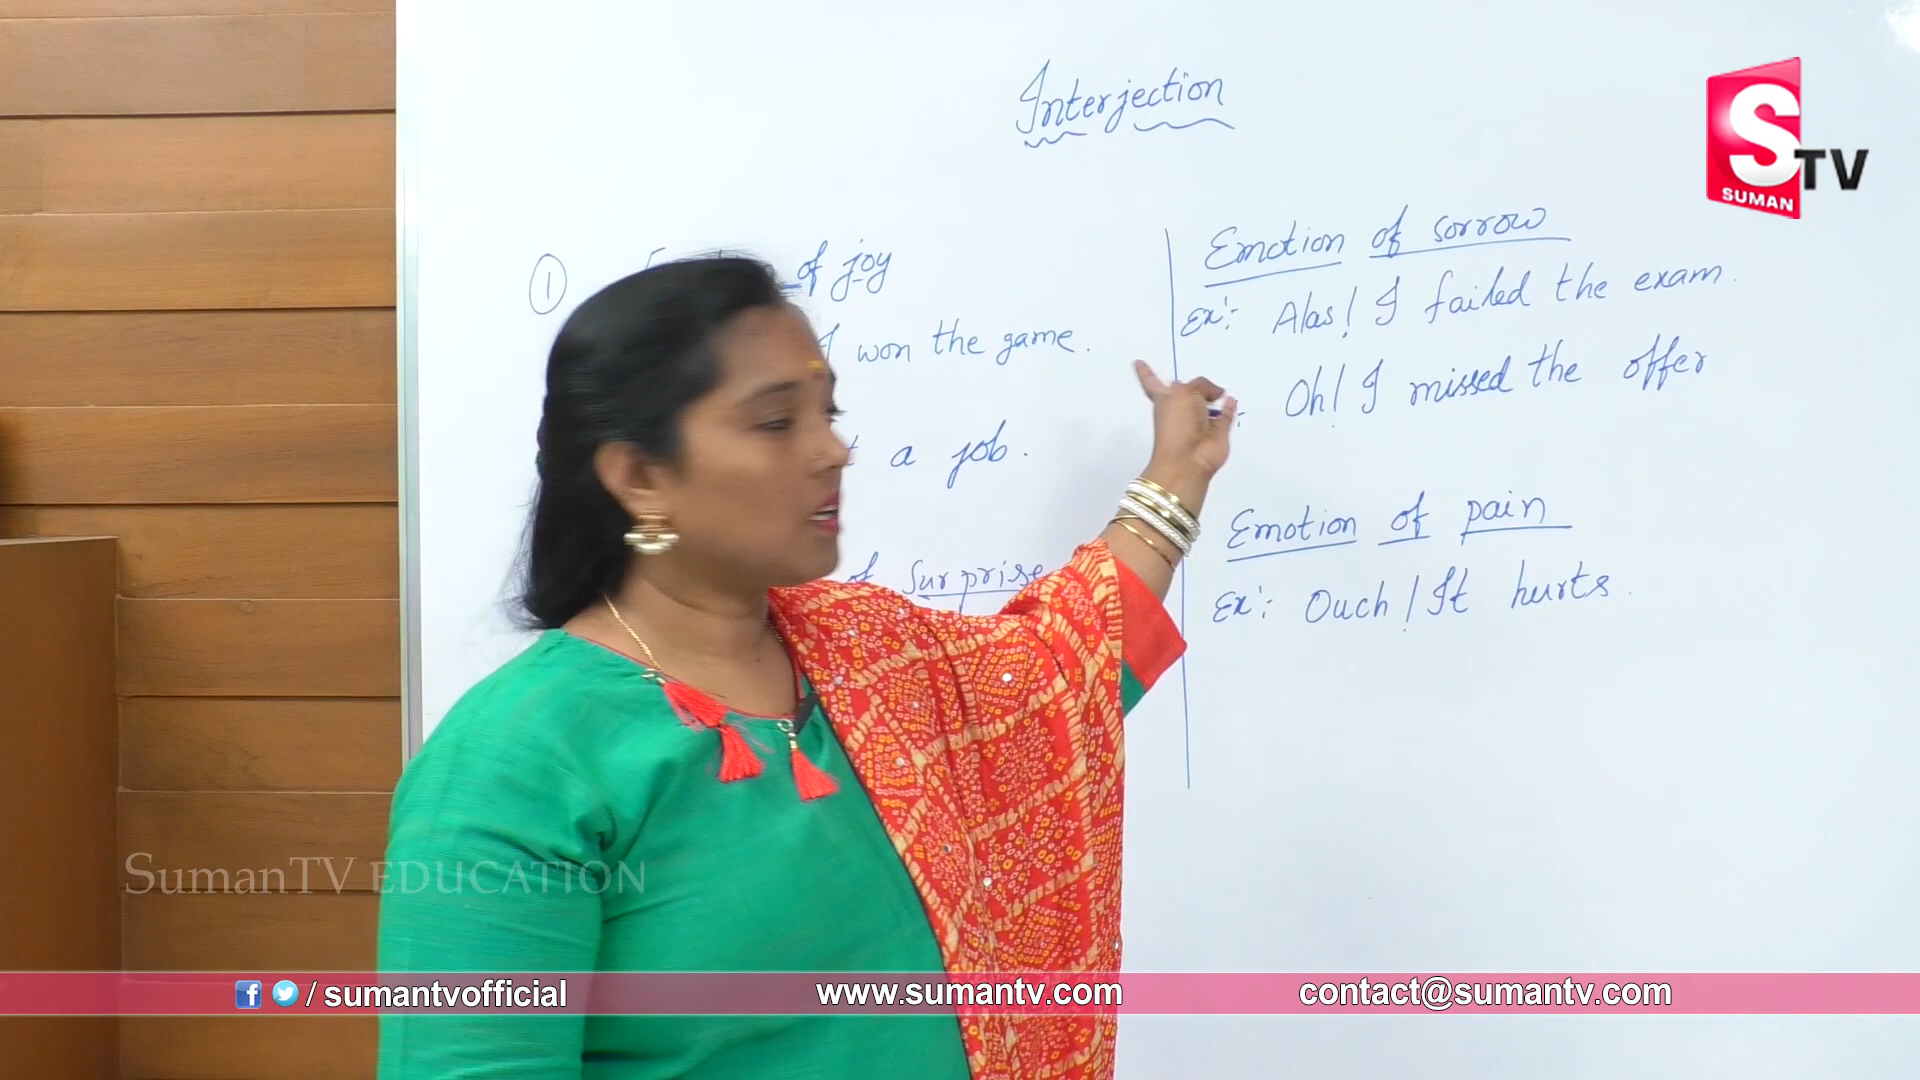 Interjection
1
of joy
I won the game.
a job.
of surprise
Emotion of sorrow
Ex:- Alas! I failed the exam.
Oh! I missed the offer
Emotion of pain
Ex:- Ouch! It hurts.
S TV
SUMAN
SumanTV EDUCATION
/ sumantvofficial
www.sumantv.com
contact@sumantv.com